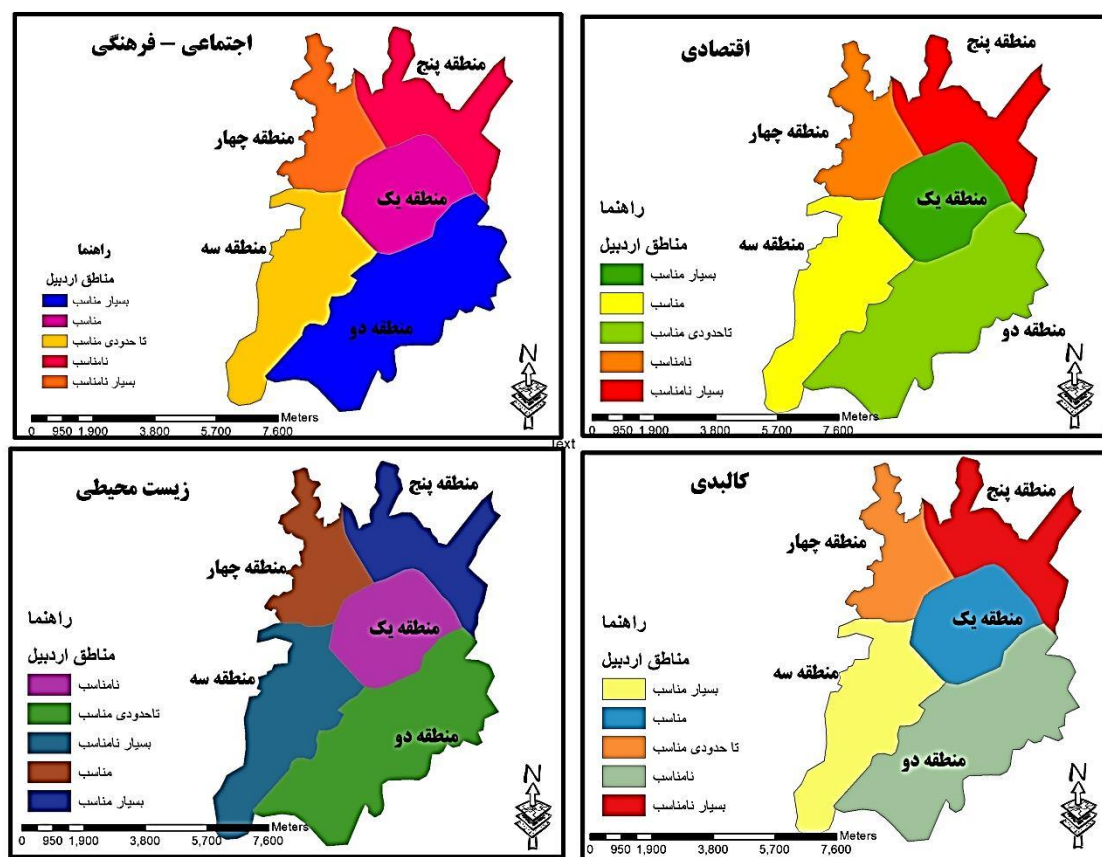 اجتماعی – فرهنگی
منطقه پنج
منطقه چهار
منطقه یک
منطقه سه
منطقه دو
راهنما
مناطق اردبیل
بسیار مناسب
مناسب
تا حدودی مناسب
نامناسب
بسیار نامناسب
N
Meters
0 950 1,900 3,800 5,700 7,600
اقتصادی
منطقه پنج
منطقه چهار
منطقه یک
منطقه سه
منطقه دو
راهنما
مناطق اردبیل
بسیار مناسب
مناسب
تاحدودی مناسب
نامناسب
بسیار نامناسب
N
Meters
0 950 1,900 3,800 5,700 7,600
Text
زیست محیطی
منطقه پنج
منطقه چهار
منطقه یک
منطقه سه
منطقه دو
راهنما
مناطق اردبیل
نامناسب
تاحدودی مناسب
بسیار نامناسب
مناسب
بسیار مناسب
N
Meters
0 950 1,900 3,800 5,700 7,600
کالبدی
منطقه پنج
منطقه چهار
منطقه یک
منطقه سه
منطقه دو
راهنما
مناطق اردبیل
بسیار مناسب
مناسب
تا حدودی مناسب
نامناسب
بسیار نامناسب
N
Meters
0 950 1,900 3,800 5,700 7,600